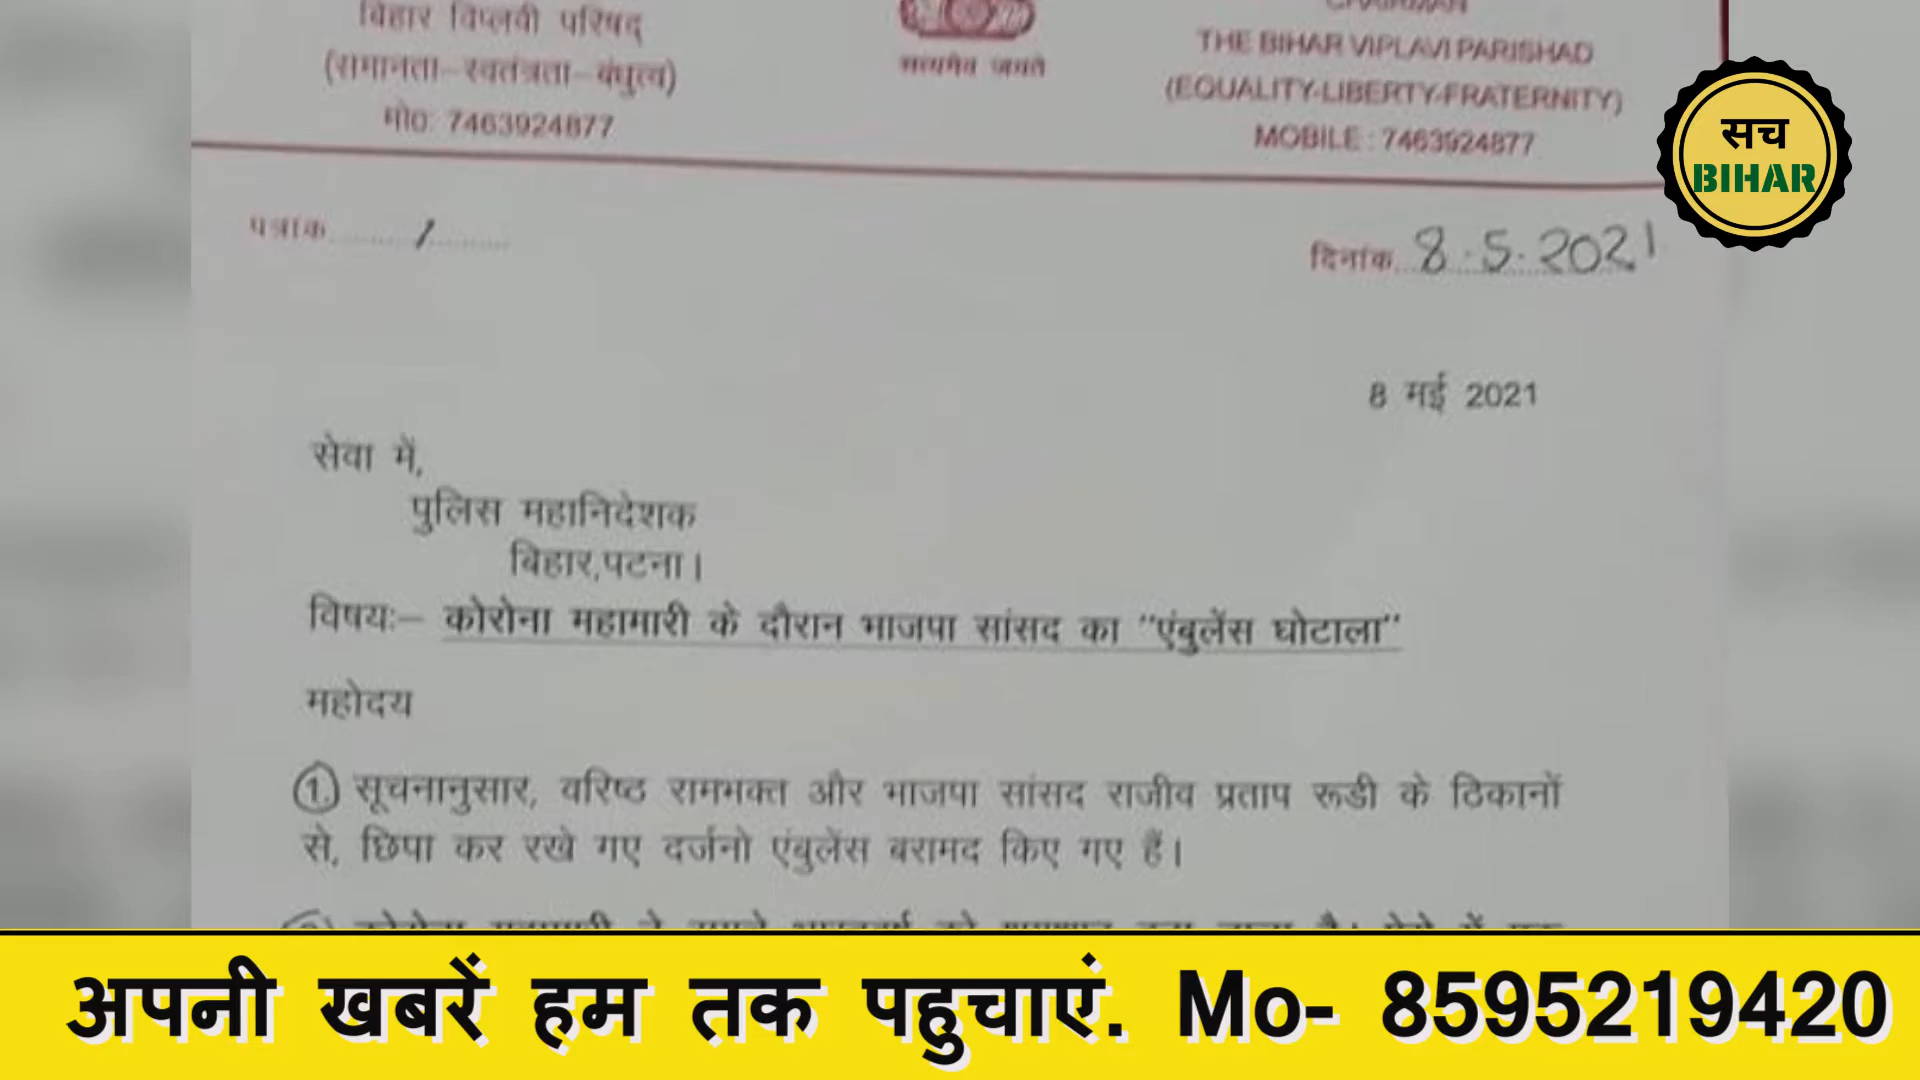 बिहार विप्लवी परिषद्
(समानता–स्वतंत्रता–बंधुत्व)
मो0 7463924877
सत्यमेव जयते
CHAIRMAN
THE BIHAR VIPLAVI PARISHAD
(EQUALITY-LIBERTY-FRATERNITY)
MOBILE : 7463924877
सच
BIHAR
पत्रांक.........1.........
दिनांक..8.5.2021
8 मई 2021
सेवा में,
पुलिस महानिदेशक
बिहार,पटना।
विषयः– कोरोना महामारी के दौरान भाजपा सांसद का "एंबुलेंस घोटाला"
महोदय
1. सूचनानुसार, वरिष्ठ रामभक्त और भाजपा सांसद राजीव प्रताप रूडी के ठिकानों
से, छिपा कर रखे गए दर्जनो एंबुलेंस बरामद किए गए हैं।
अपनी खबरें हम तक पहुचाएं. Mo- 8595219420